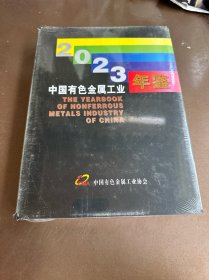 2023
中国有色金属工业
年鉴
THE YEARBOOK
OF NONFERROUS
METALS INDUSTRY
OF CHINA
中国有色金属工业协会